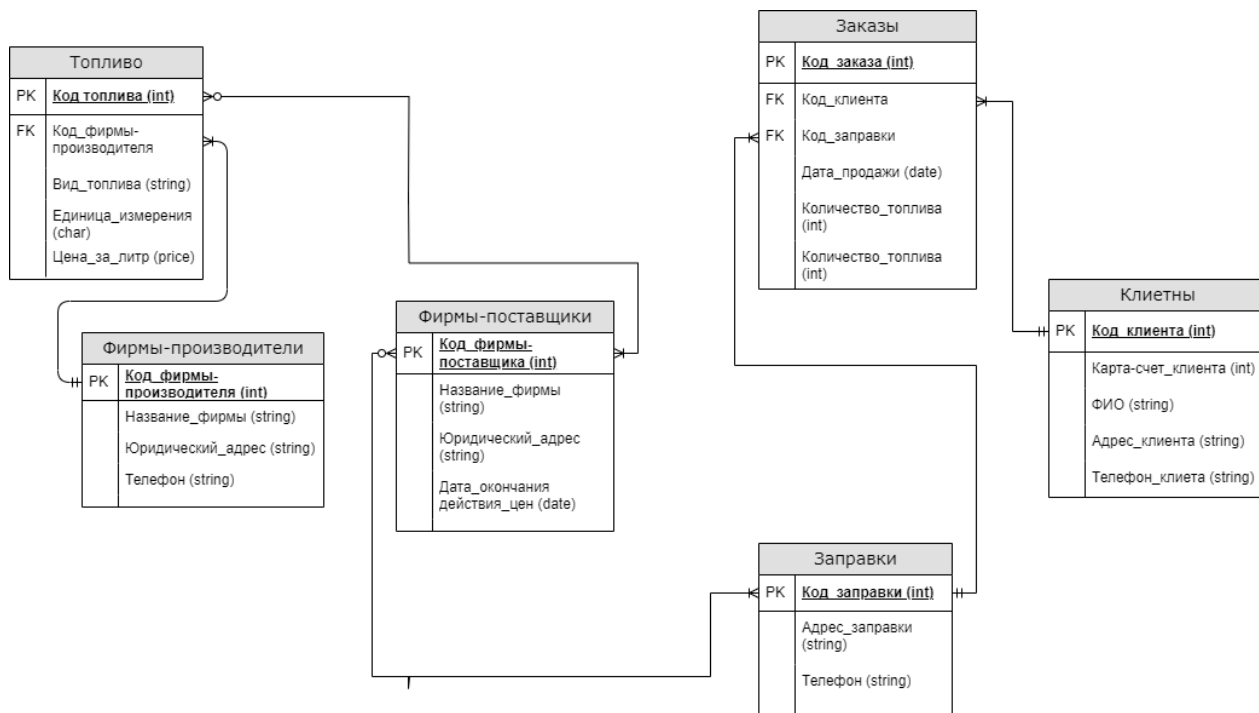 Топливо
PK Код топлива (int)
FK Код_фирмы-
производителя
Вид_топлива (string)
Единица_измерения
(char)
Цена_за_литр (price)
Фирмы-производители
PK Код_фирмы-
производителя (int)
Название_фирмы (string)
Юридический_адрес (string)
Телефон (string)
Фирмы-поставщики
PK Код_фирмы-
поставщика (int)
Название_фирмы
(string)
Юридический_адрес
(string)
Дата_окончания
действия_цен (date)
Заказы
PK Код_заказа (int)
FK Код_клиента
FK Код_заправки
Дата_продажи (date)
Количество_топлива
(int)
Количество_топлива
(int)
Клиетны
PK Код_клиента (int)
Карта-счет_клиента (int)
ФИО (string)
Адрес_клиента (string)
Телефон_клиета (string)
Заправки
PK Код_заправки (int)
Адрес_заправки
(string)
Телефон (string)